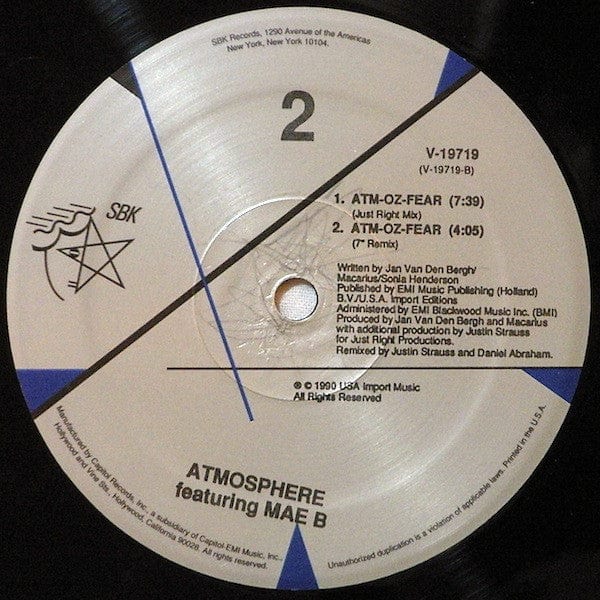 SBK Records, 1290 Avenue of the Americas
New York, New York 10104.
2
SBK
V-19719
(V-19719-B)
1. ATM-OZ-FEAR (7:39)
(Just Right Mix)
2. ATM-OZ-FEAR (4:05)
(7" Remix)
Written by Jan Van Den Bergh/
Macarius/Sonia Henderson
Published by EMI Music Publishing (Holland)
B.V./U.S.A. Import Editions
Administered by EMI Blackwood Music Inc. (BMI)
Produced by Jan Van Den Bergh and Macarius
with additional production by Justin Strauss
for Just Right Productions.
Remixed by Justin Strauss and Daniel Abraham.
℗ © 1990 USA Import Music
All Rights Reserved
ATMOSPHERE
featuring MAE B
Manufactured by Capitol Records, Inc., a subsidiary of Capitol-EMI Music, Inc.,
Hollywood and Vine Sts., Hollywood, California 90028. All rights reserved.
Unauthorized duplication is a violation of applicable laws. Printed in the U.S.A.